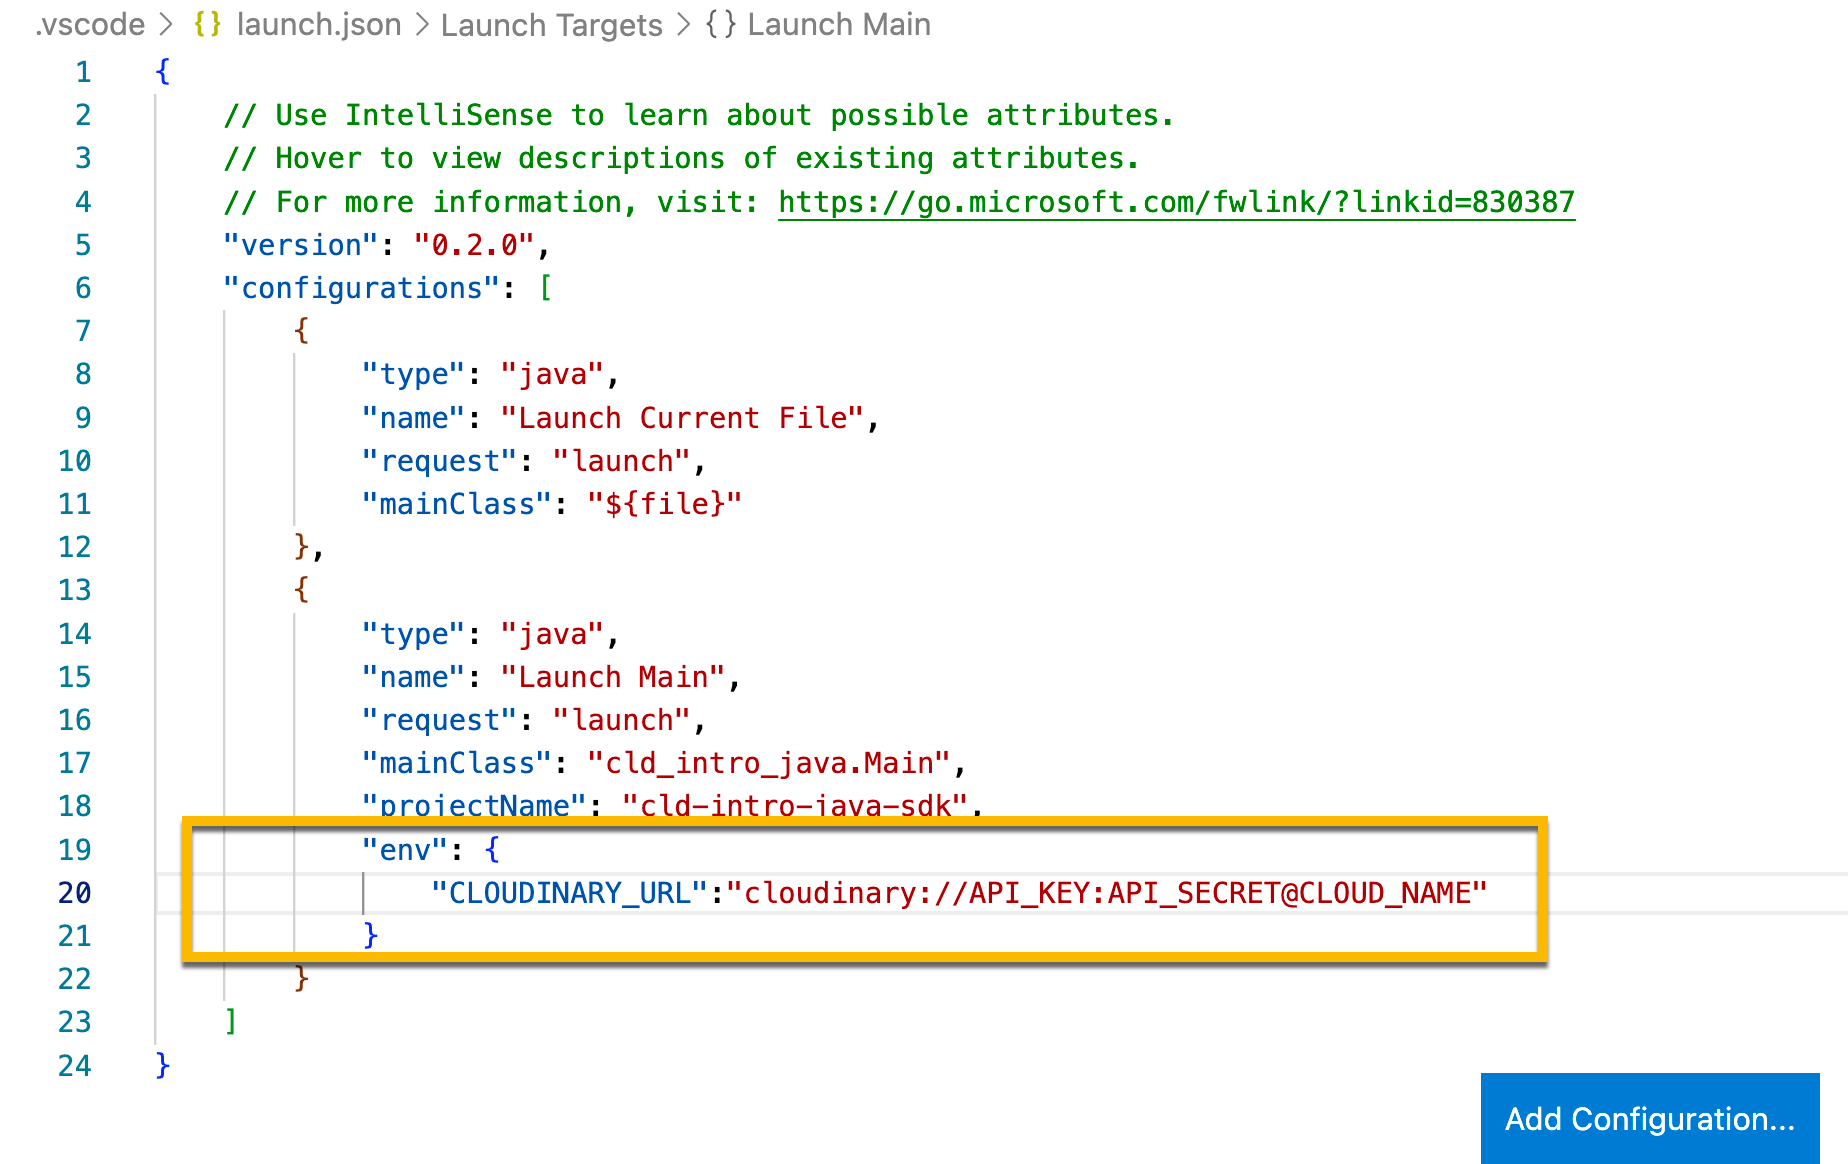 .vscode > {} launch.json > Launch Targets > {} Launch Main
1 {
2 // Use IntelliSense to learn about possible attributes.
3 // Hover to view descriptions of existing attributes.
4 // For more information, visit: https://go.microsoft.com/fwlink/?linkid=830387
5 "version": "0.2.0",
6 "configurations": [
7 {
8 "type": "java",
9 "name": "Launch Current File",
10 "request": "launch",
11 "mainClass": "${file}"
12 },
13 {
14 "type": "java",
15 "name": "Launch Main",
16 "request": "launch",
17 "mainClass": "cld_intro_java.Main",
18 "projectName": "cld-intro-java-sdk",
19 "env": {
20 "CLOUDINARY_URL":"cloudinary://API_KEY:API_SECRET@CLOUD_NAME"
21 }
22 }
23 ]
24 }
Add Configuration...